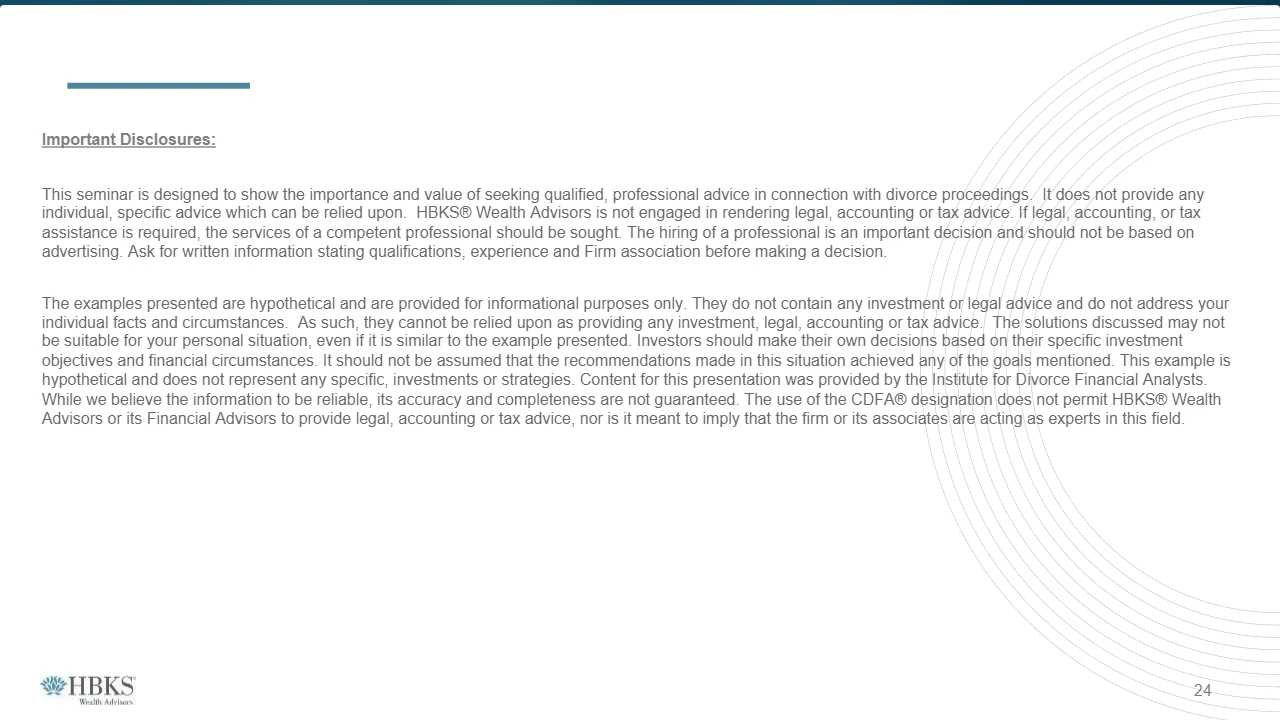 Important Disclosures:
This seminar is designed to show the importance and value of seeking qualified, professional advice in connection with divorce proceedings.  It does not provide any
individual, specific advice which can be relied upon.  HBKS® Wealth Advisors is not engaged in rendering legal, accounting or tax advice. If legal, accounting, or tax
assistance is required, the services of a competent professional should be sought. The hiring of a professional is an important decision and should not be based on
advertising. Ask for written information stating qualifications, experience and Firm association before making a decision.
The examples presented are hypothetical and are provided for informational purposes only. They do not contain any investment or legal advice and do not address your
individual facts and circumstances.  As such, they cannot be relied upon as providing any investment, legal, accounting or tax advice.  The solutions discussed may not
be suitable for your personal situation, even if it is similar to the example presented. Investors should make their own decisions based on their specific investment
objectives and financial circumstances. It should not be assumed that the recommendations made in this situation achieved any of the goals mentioned. This example is
hypothetical and does not represent any specific, investments or strategies. Content for this presentation was provided by the Institute for Divorce Financial Analysts.
While we believe the information to be reliable, its accuracy and completeness are not guaranteed. The use of the CDFA® designation does not permit HBKS® Wealth
Advisors or its Financial Advisors to provide legal, accounting or tax advice, nor is it meant to imply that the firm or its associates are acting as experts in this field.
HBKS®
Wealth Advisors
24